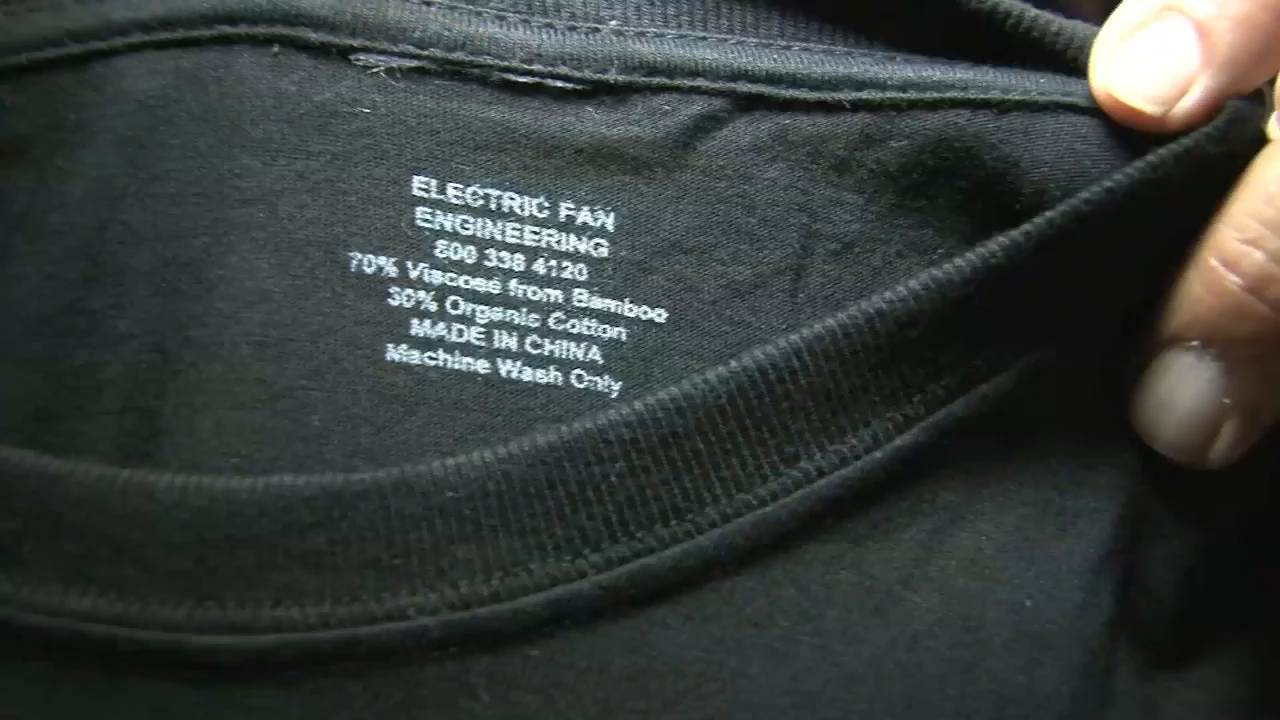 ELECTRIC FAN
ENGINEERING
800 338 4120
70% Viscose from Bamboo
30% Organic Cotton
MADE IN CHINA
Machine Wash Only